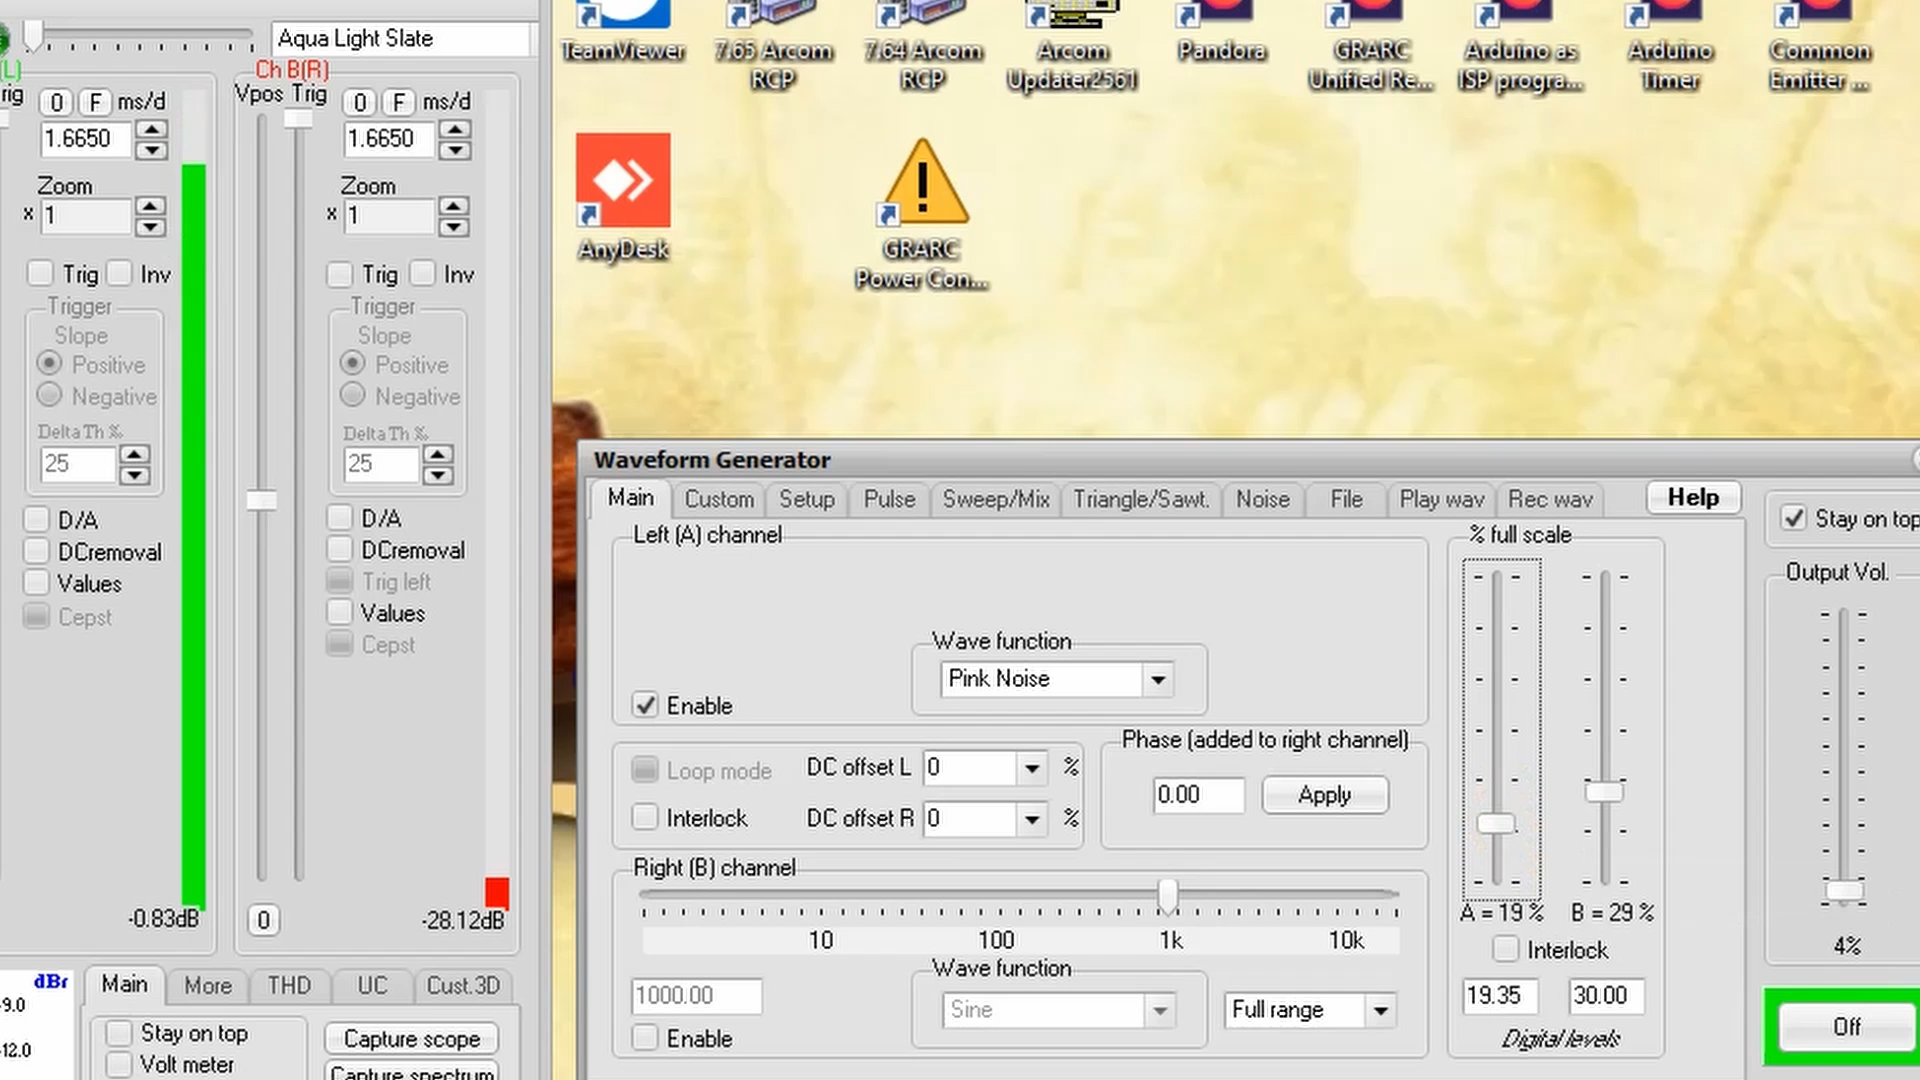 Aqua Light Slate
(L)
rig
0 F ms/d
1.6650
Zoom
x 1
Trig Inv
Trigger
Slope
Positive
Negative
Delta Th %
25
D/A
DCremoval
Values
Cepst
-0.83dB
Ch B(R)
Vpos Trig
0 F ms/d
1.6650
Zoom
x 1
Trig Inv
Trigger
Slope
Positive
Negative
Delta Th %
25
D/A
DCremoval
Trig left
Values
Cepst
0
-28.12dB
dBr
-9.0
-12.0
Main More THD UC Cust.3D
Stay on top
Volt meter
Capture scope
Capture spectrum
TeamViewer
7.65 Arcom
RCP
7.64 Arcom
RCP
Arcom
Updater2561
Pandora
GRARC
Unified Re...
Arduino as
ISP progra...
Arduino
Timer
Common
Emitter ...
AnyDesk
GRARC
Power Con...
Waveform Generator
Main Custom Setup Pulse Sweep/Mix Triangle/Sawt. Noise File Play wav Rec wav
Help
Left (A) channel
Wave function
Pink Noise
Enable
Loop mode
Interlock
DC offset L 0 %
DC offset R 0 %
Phase (added to right channel)
0.00
Apply
Right (B) channel
10 100 1k 10k
1000.00
Enable
Wave function
Sine
Full range
% full scale
A = 19 % B = 29 %
Interlock
19.35 30.00
Digital levels
Stay on top
Output Vol.
4%
Off